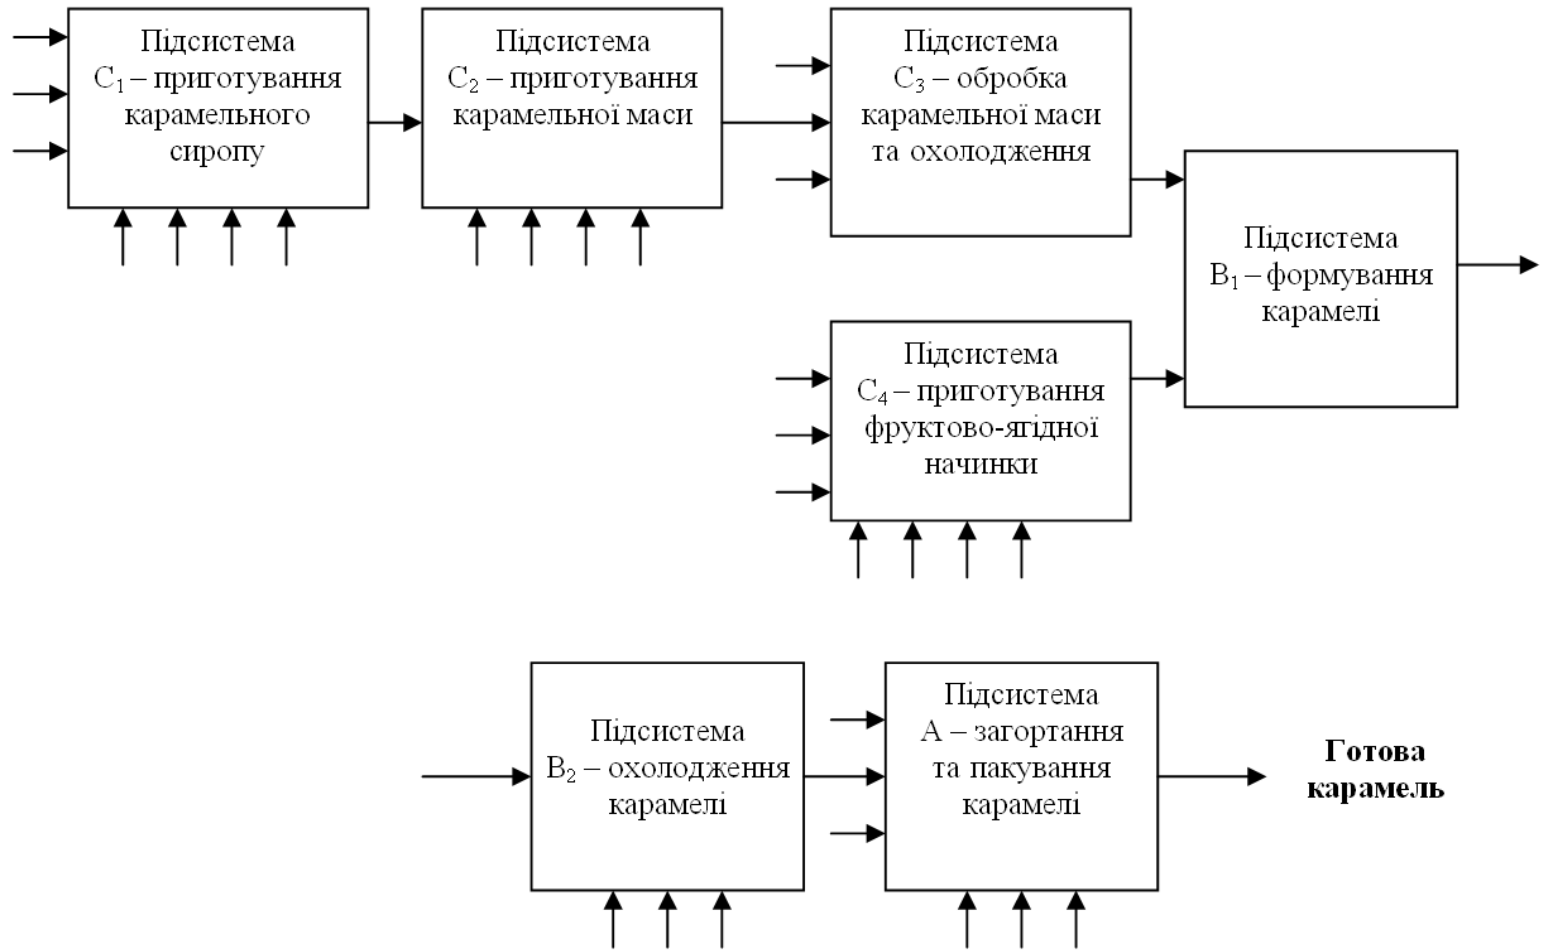 Підсистема
С₁ – приготування
карамельного
сиропу
Підсистема
С₂ – приготування
карамельної маси
Підсистема
С₃ – обробка
карамельної маси
та охолодження
Підсистема
В₁ – формування
карамелі
Підсистема
С₄ – приготування
фруктово-ягідної
начинки
Підсистема
В₂ – охолодження
карамелі
Підсистема
А – загортання
та пакування
карамелі
Готова
карамель